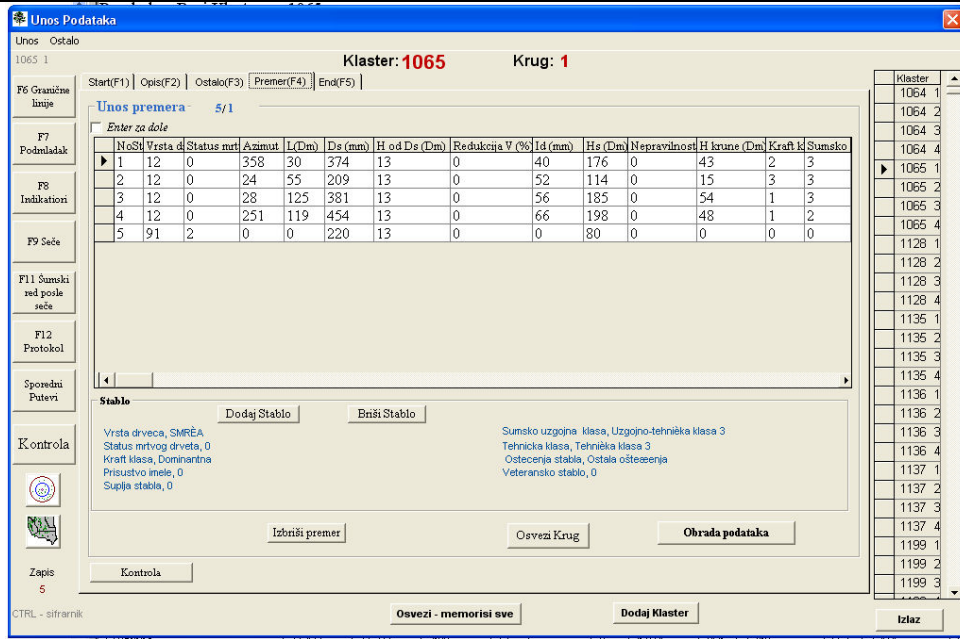 Unos Podataka
Unos Ostalo
1065 1 Klaster: 1065 Krug: 1
Start(F1) Opis(F2) Ostalo(F3) Premer(F4) End(F5)
F6 Granične linije
F7 Podmladak
F8 Indikatiori
F9 Seče
F11 Šumski red posle seče
F12 Protokol
Sporedni Putevi
Kontrola
Zapis
5
CTRL - sifrarnik
Unos premera 5/1
Enter za dole
NoSt Vrsta d Status mrt Azimut L(Dm) Ds (mm) H od Ds (Dm) Redukcija V (%) Id (mm) Hs (Dm) Nepravilnost H krune (Dm) Kraft k Sumsko
1 12 0 358 30 374 13 0 40 176 0 43 2 3
2 12 0 24 55 209 13 0 52 114 0 15 3 3
3 12 0 28 125 381 13 0 56 185 0 54 1 3
4 12 0 251 119 454 13 0 66 198 0 48 1 2
5 91 2 0 0 220 13 0 0 80 0 0 0 0
Stablo
Dodaj Stablo Briši Stablo
Vrsta drveca, SMRÈA
Status mrtvog drveta, 0
Kraft klasa, Dominantna
Prisustvo imele, 0
Suplja stabla, 0
Sumsko uzgojna klasa, Uzgojno-tehnièka klasa 3
Tehnicka klasa, Tehnièka klasa 3
Ostecenja stabla, Ostala ošteæenja
Veteransko stablo, 0
Izbriši premer Osvezi Krug Obrada podataka
Kontrola
Osvezi - memorisi sve Dodaj Klaster Izlaz
Klaster
1064 1
1064 2
1064 3
1064 4
1065 1
1065 2
1065 3
1065 4
1128 1
1128 2
1128 3
1128 4
1135 1
1135 2
1135 3
1135 4
1136 1
1136 2
1136 3
1136 4
1137 1
1137 2
1137 3
1137 4
1199 1
1199 2
1199 3